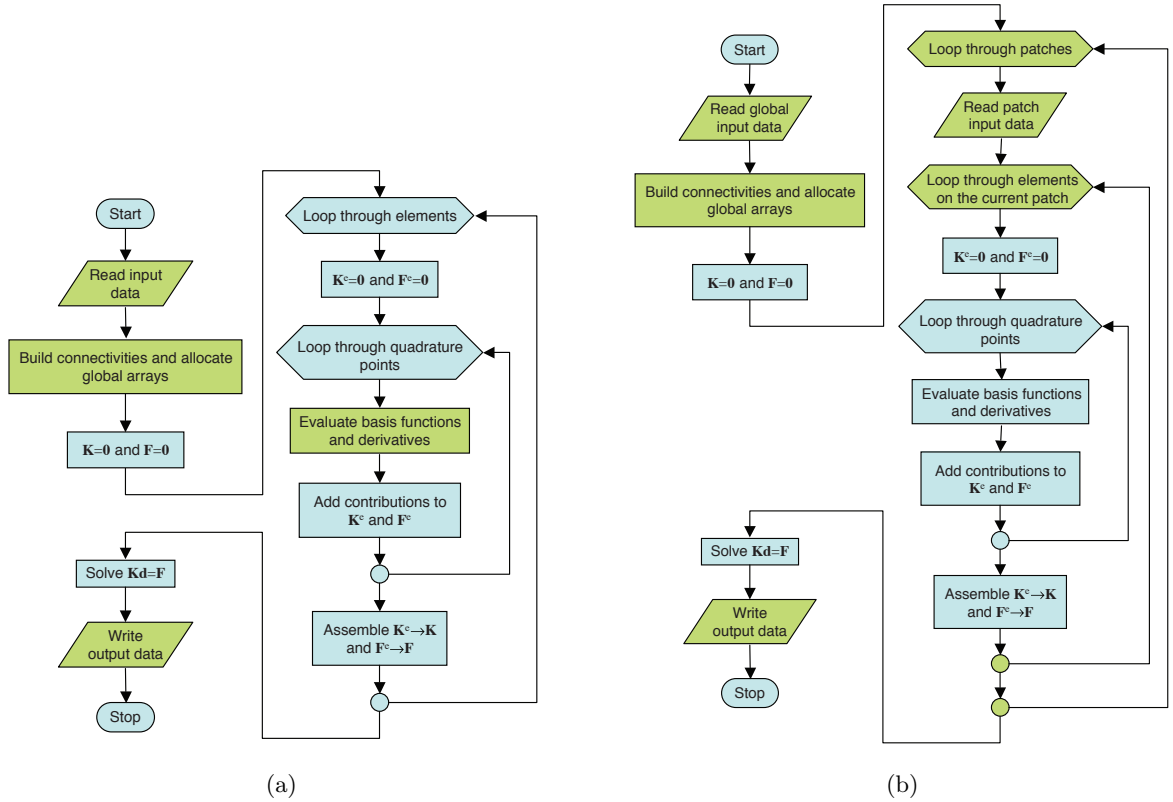 Start
Read input
data
Build connectivities and allocate
global arrays
K=0 and F=0
Loop through elements
Kᵉ=0 and Fᵉ=0
Loop through quadrature
points
Evaluate basis functions
and derivatives
Add contributions to
Kᵉ and Fᵉ
Assemble Kᵉ→K
and Fᵉ→F
Solve Kd=F
Write
output data
Stop
(a)
Start
Read global
input data
Build connectivities and allocate
global arrays
K=0 and F=0
Loop through patches
Read patch
input data
Loop through elements
on the current patch
Kᵉ=0 and Fᵉ=0
Loop through quadrature
points
Evaluate basis functions
and derivatives
Add contributions to
Kᵉ and Fᵉ
Assemble Kᵉ→K
and Fᵉ→F
Solve Kd=F
Write
output data
Stop
(b)